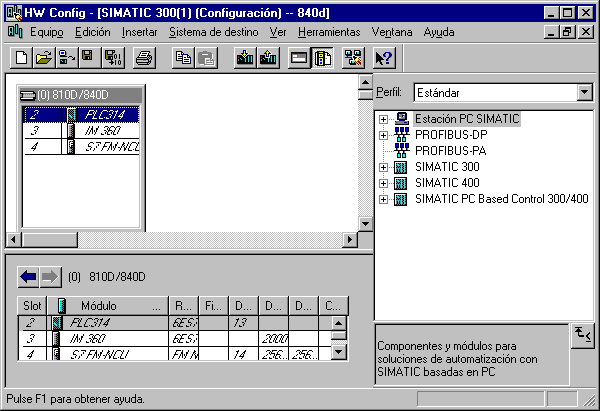 HW Config - [SIMATIC 300(1) (Configuración) -- 840d]
Equipo Edición Insertar Sistema de destino Ver Herramientas Ventana Ayuda
(0) 810D/840D
2 PLC314
3 IM 360
4 S7 FM-NCU
Perfil: Estándar
Estación PC SIMATIC
PROFIBUS-DP
PROFIBUS-PA
SIMATIC 300
SIMATIC 400
SIMATIC PC Based Control 300/400
(0) 810D/840D
Slot Módulo ... R... Fi... D... D... D... C...
2 PLC314 6ES7 13
3 IM 360 6ES7 2000
4 S7 FM-NCU FM N 14 256... 256...
Componentes y módulos para
soluciones de automatización con
SIMATIC basadas en PC
Pulse F1 para obtener ayuda.